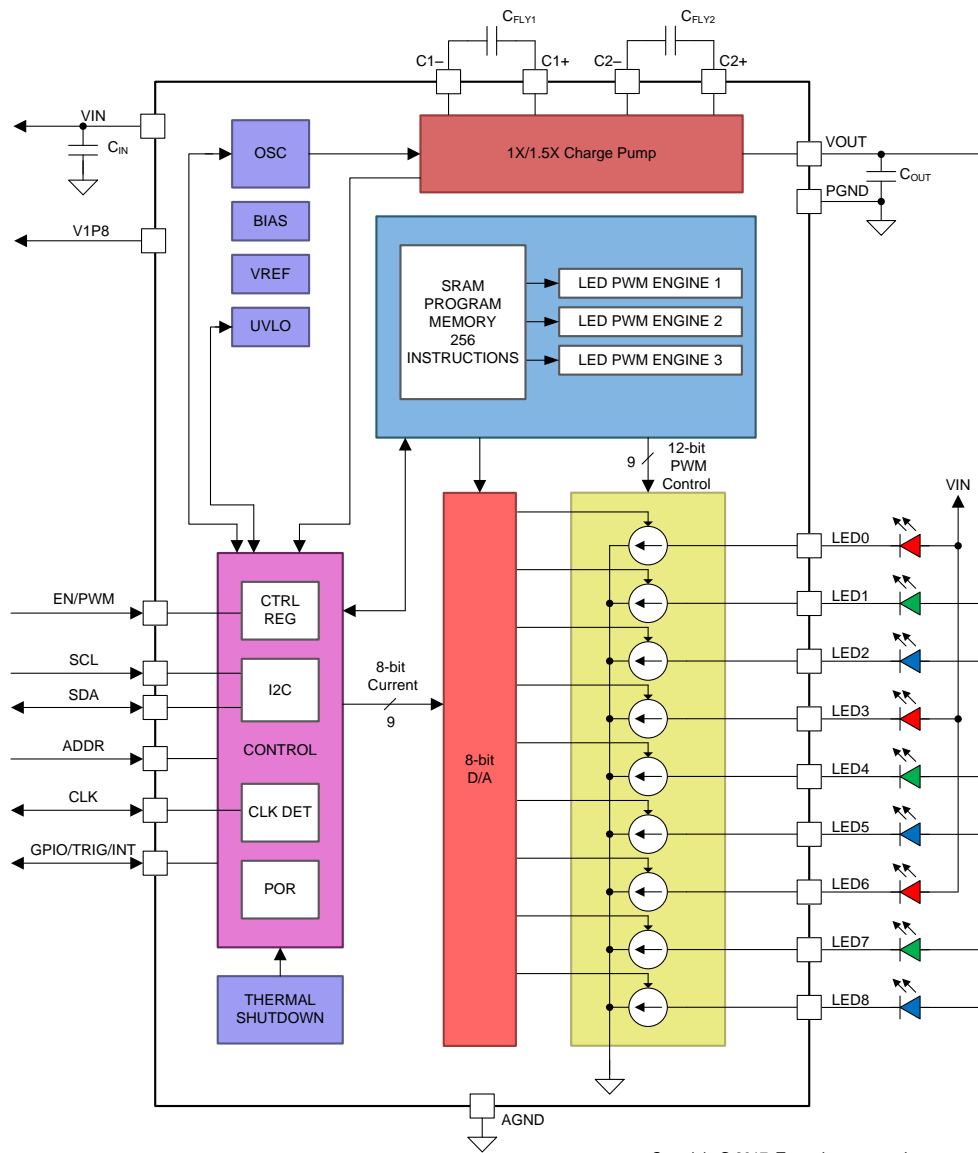 CFLY1
CFLY2
C1–
C1+
C2–
C2+
VIN
CIN
OSC
1X/1.5X Charge Pump
VOUT
COUT
PGND
BIAS
V1P8
VREF
UVLO
SRAM
PROGRAM
MEMORY
256
INSTRUCTIONS
LED PWM ENGINE 1
LED PWM ENGINE 2
LED PWM ENGINE 3
9
12-bit
PWM
Control
VIN
LED0
LED1
LED2
LED3
LED4
LED5
LED6
LED7
LED8
EN/PWM
SCL
SDA
ADDR
CLK
GPIO/TRIG/INT
CTRL
REG
I2C
CONTROL
CLK DET
POR
8-bit
Current
9
8-bit
D/A
THERMAL
SHUTDOWN
AGND